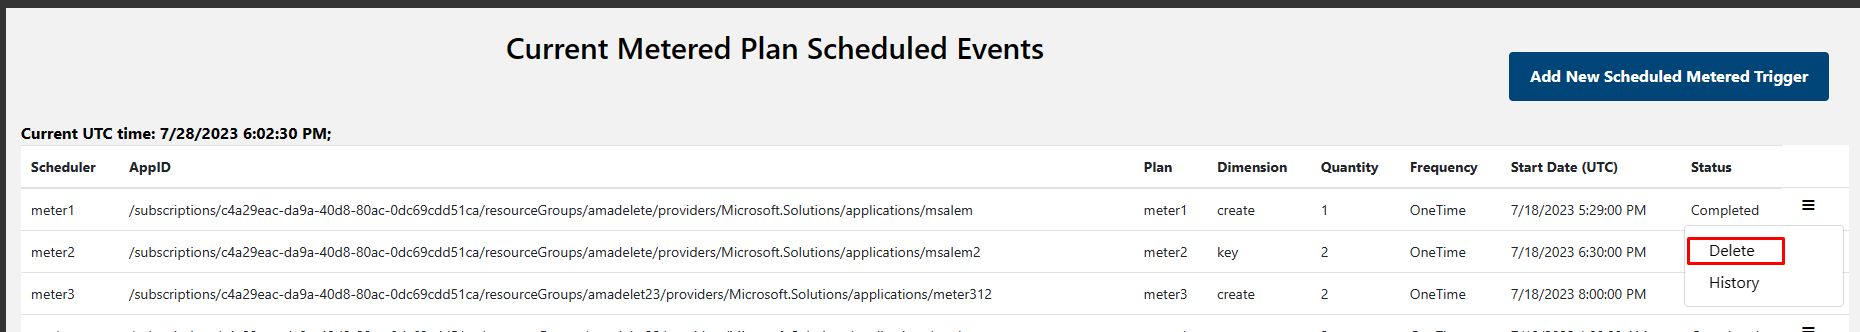 Current Metered Plan Scheduled Events
Add New Scheduled Metered Trigger
Current UTC time: 7/28/2023 6:02:30 PM;
Scheduler AppID Plan Dimension Quantity Frequency Start Date (UTC) Status
meter1 /subscriptions/c4a29eac-da9a-40d8-80ac-0dc69cdd51ca/resourceGroups/amadelete/providers/Microsoft.Solutions/applications/msalem meter1 create 1 OneTime 7/18/2023 5:29:00 PM Completed
meter2 /subscriptions/c4a29eac-da9a-40d8-80ac-0dc69cdd51ca/resourceGroups/amadelete/providers/Microsoft.Solutions/applications/msalem2 meter2 key 2 OneTime 7/18/2023 6:30:00 PM
Delete
History
meter3 /subscriptions/c4a29eac-da9a-40d8-80ac-0dc69cdd51ca/resourceGroups/amadelet23/providers/Microsoft.Solutions/applications/meter312 meter3 create 2 OneTime 7/18/2023 8:00:00 PM